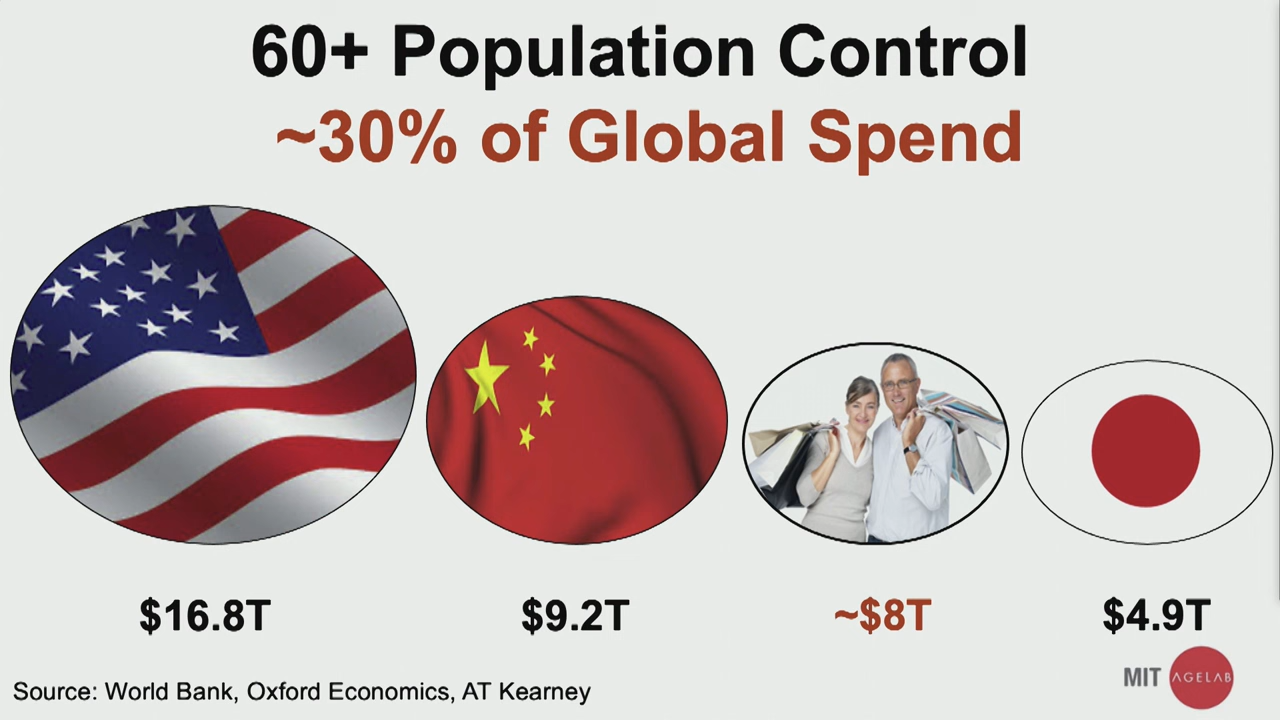 60+ Population Control
~30% of Global Spend
$16.8T
$9.2T
~$8T
$4.9T
Source: World Bank, Oxford Economics, AT Kearney
MIT AGELAB